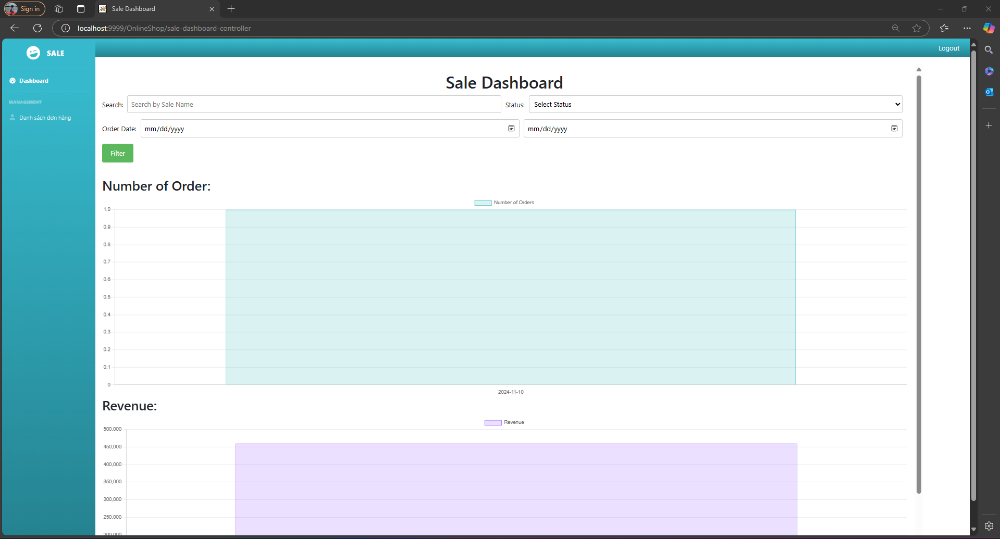 Sign in
Sale Dashboard
localhost:9999/OnlineShop/sale-dashboard-controller
SALE
Logout
Dashboard
MANAGEMENT
Danh sách đơn hàng
Sale Dashboard
Search: Search by Sale Name Status: Select Status
Order Date: mm/dd/yyyy mm/dd/yyyy
Filter
Number of Order:
Number of Orders
1.0
0.9
0.8
0.7
0.6
0.5
0.4
0.3
0.2
0.1
0
2024-11-10
Revenue:
Revenue
500,000
450,000
400,000
350,000
300,000
250,000
200,000